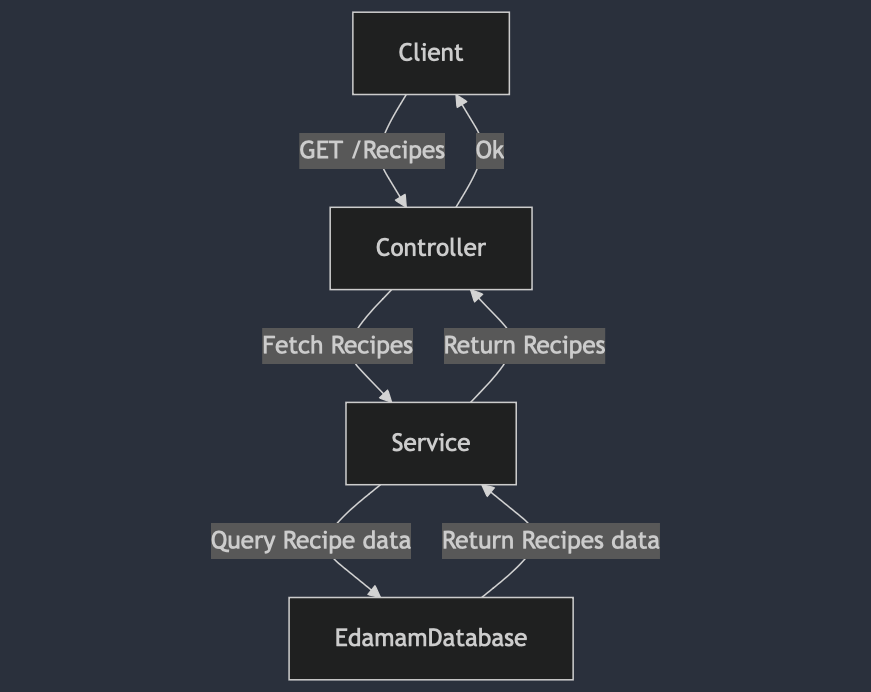 Client
GET /Recipes
Ok
Controller
Fetch Recipes
Return Recipes
Service
Query Recipe data
Return Recipes data
EdamamDatabase